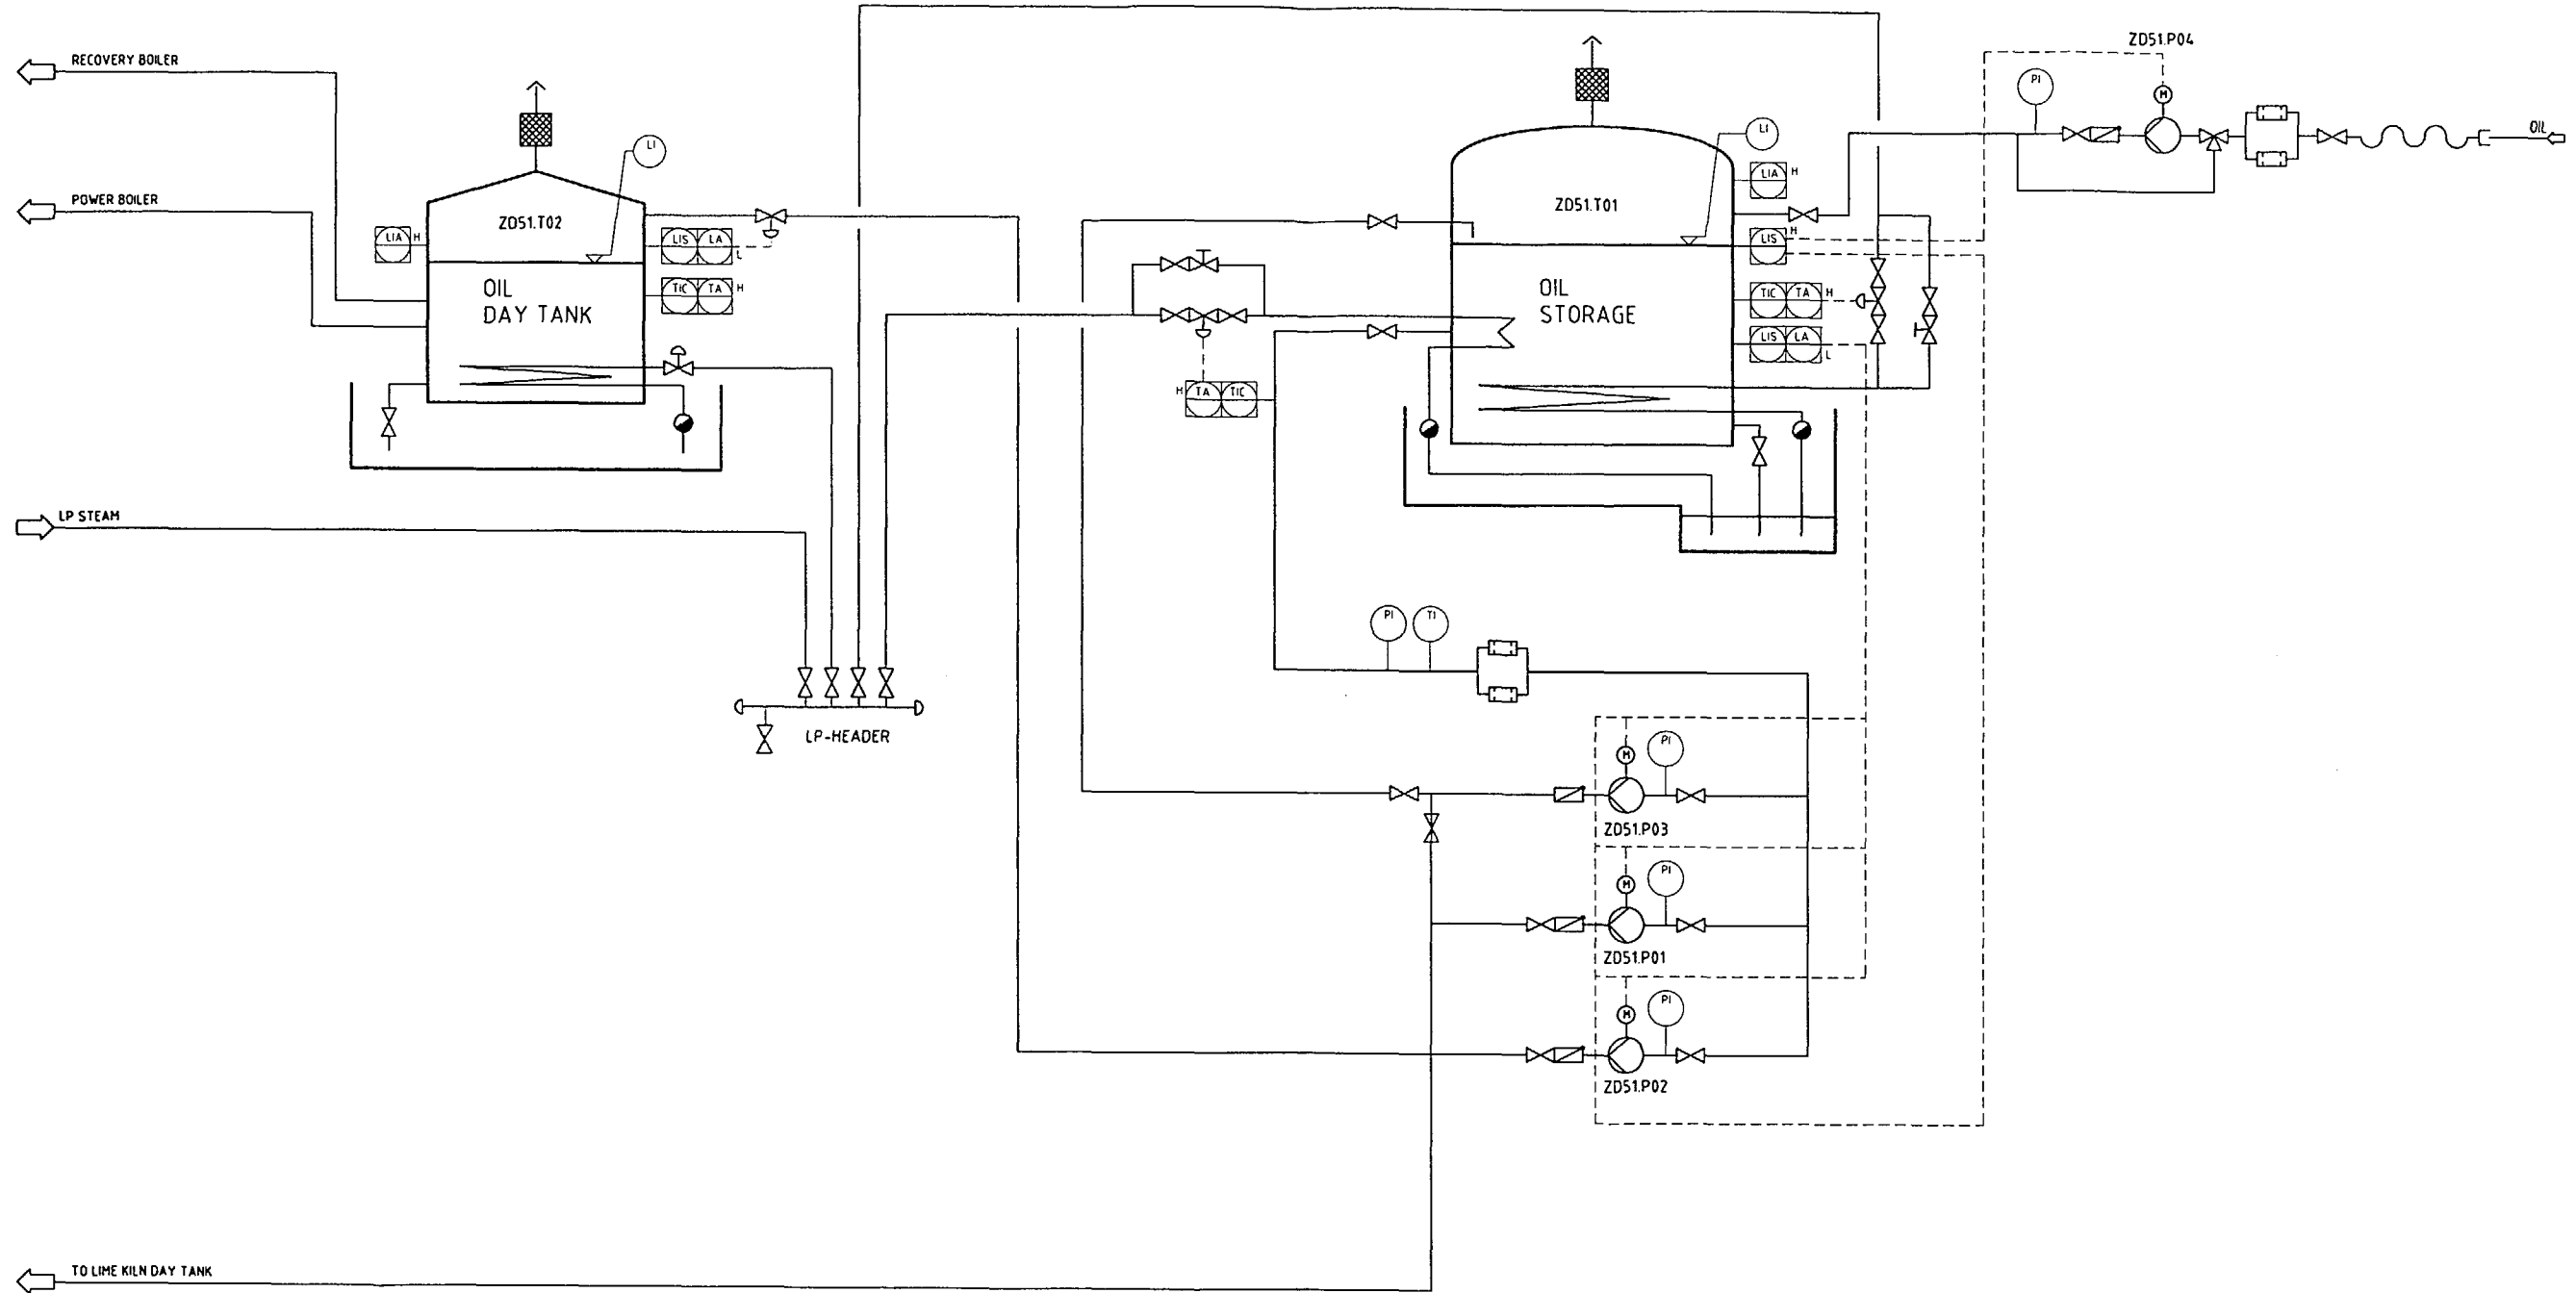 ZD51.P04
RECOVERY BOILER
PI
M
OIL
LI
LI
LIA H
POWER BOILER
ZD51.T02
ZD51.T01
LIA H
LIS LA
L
LIS H
TIC TA H
OIL
DAY TANK
OIL
STORAGE
TIC TA H
LIS LA
L
H TA TIC
LP STEAM
PI
TI
LP-HEADER
M
PI
ZD51.P03
M
PI
ZD51.P01
M
PI
ZD51.P02
TO LIME KILN DAY TANK